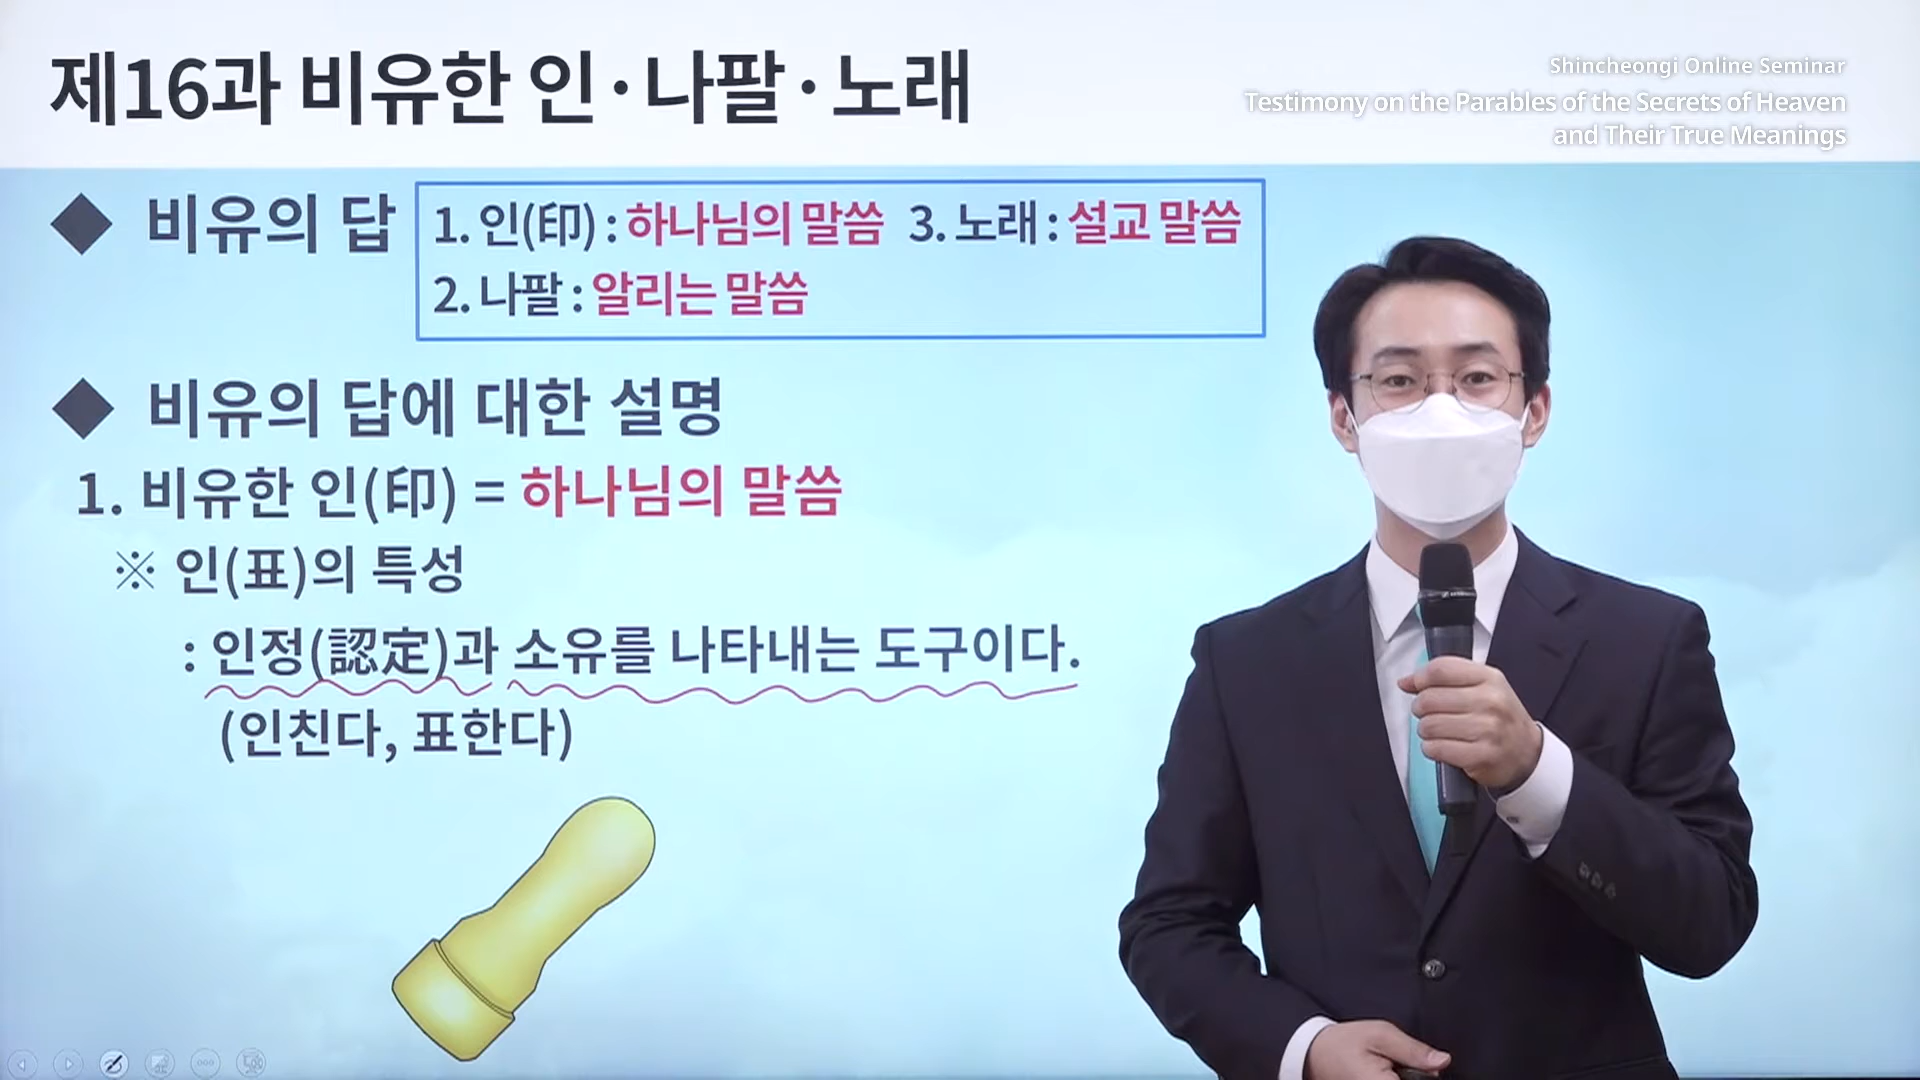 제16과 비유한 인·나팔·노래
Shincheongi Online Seminar
Testimony on the Parables of the Secrets of Heaven
and Their True Meanings
◆ 비유의 답
1. 인(印) : 하나님의 말씀 3. 노래 : 설교 말씀
2. 나팔 : 알리는 말씀
◆ 비유의 답에 대한 설명
1. 비유한 인(印) = 하나님의 말씀
※ 인(표)의 특성
: 인정(認定)과 소유를 나타내는 도구이다.
(인친다, 표한다)